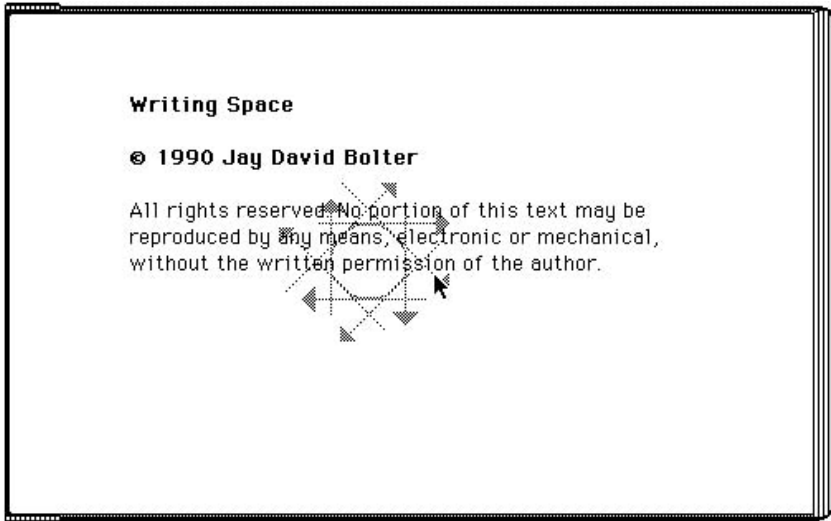 Writing Space
© 1990 Jay David Bolter
All rights reserved. No portion of this text may be
reproduced by any means, electronic or mechanical,
without the written permission of the author.